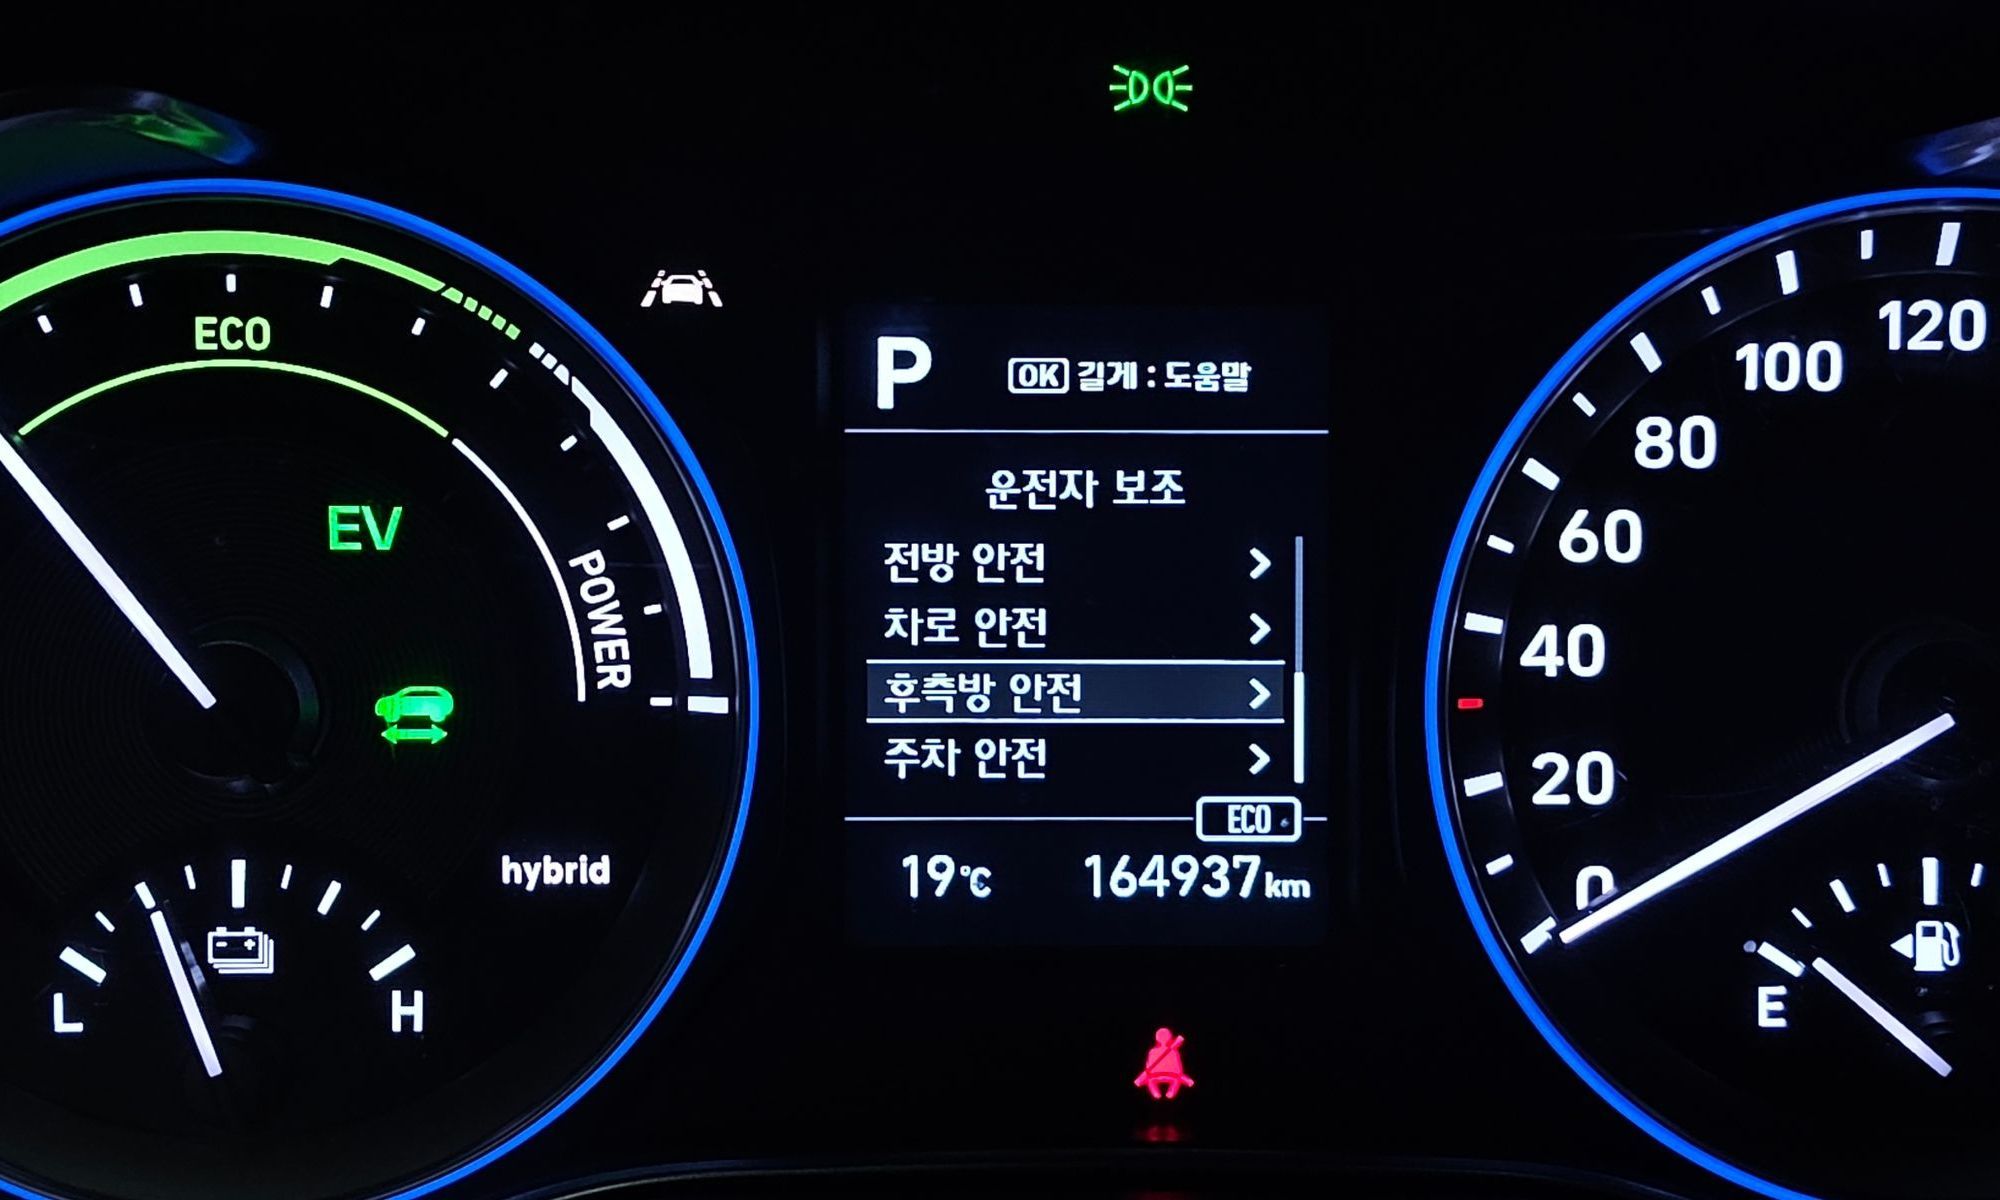 ECO
EV
POWER
hybrid
L
H
P
OK 길게 : 도움말
운전자 보조
전방 안전
차로 안전
후측방 안전
주차 안전
ECO
19℃
164937km
120
100
80
60
40
20
0
E